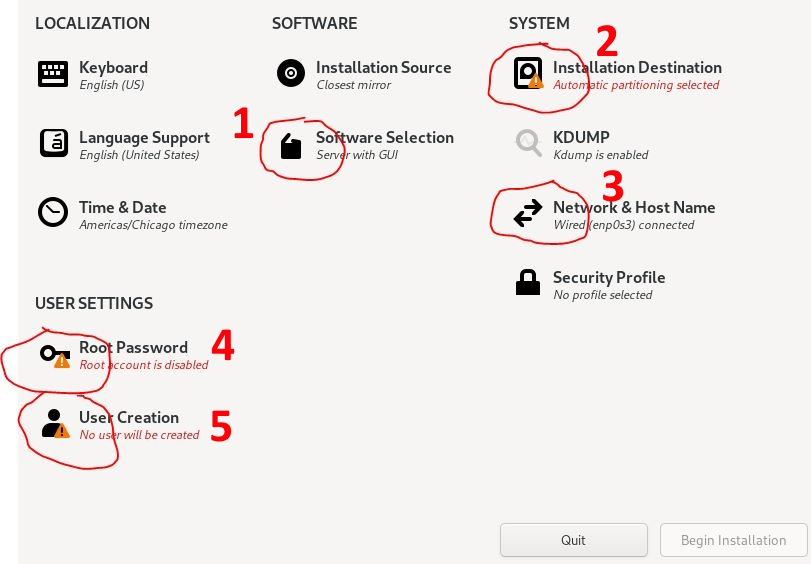 LOCALIZATION
Keyboard
English (US)
Language Support
English (United States)
Time & Date
Americas/Chicago timezone
SOFTWARE
Installation Source
Closest mirror
1
Software Selection
Server with GUI
SYSTEM
2
Installation Destination
Automatic partitioning selected
KDUMP
Kdump is enabled
3
Network & Host Name
Wired (enp0s3) connected
Security Profile
No profile selected
USER SETTINGS
Root Password
Root account is disabled
4
User Creation
No user will be created
5
Quit
Begin Installation